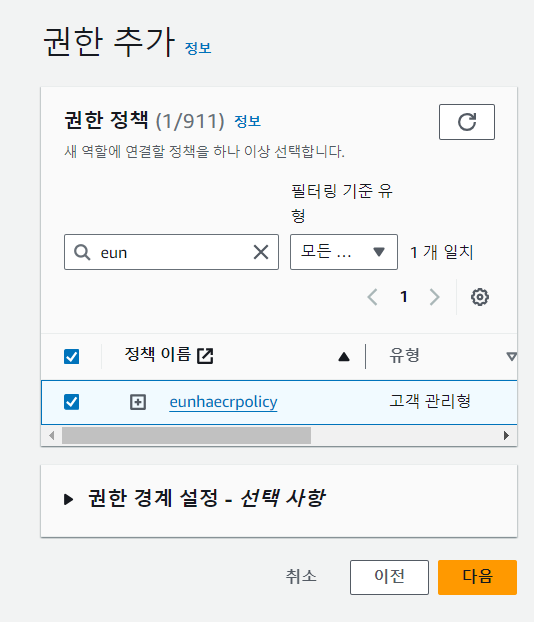 권한 추가 정보
권한 정책 (1/911) 정보
새 역할에 연결할 정책을 하나 이상 선택합니다.
필터링 기준 유
형
eun
모든 ...
1 개 일치
1
정책 이름
유형
eunhaecrpolicy
고객 관리형
권한 경계 설정 - 선택 사항
취소
이전
다음